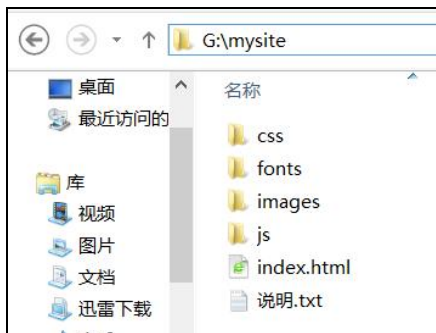 G:\mysite
桌面
最近访问的
库
视频
图片
文档
迅雷下载
名称
css
fonts
images
js
index.html
说明.txt